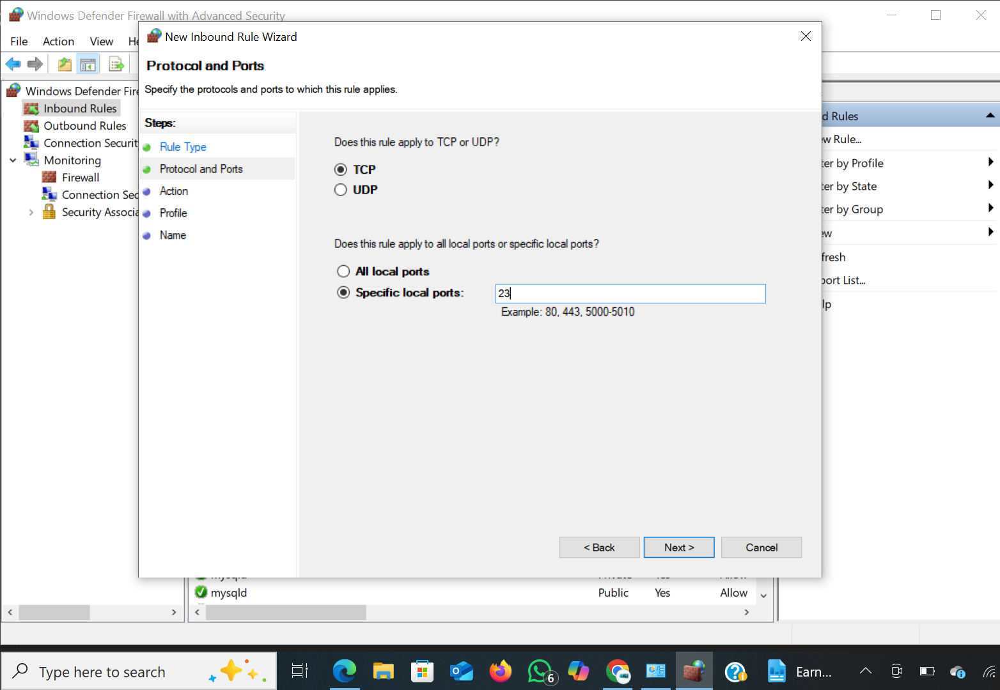 Windows Defender Firewall with Advanced Security
File Action View
New Inbound Rule Wizard
Protocol and Ports
Specify the protocols and ports to which this rule applies.
Windows Defender Fire
Inbound Rules
Outbound Rules
Connection Securit
Monitoring
Firewall
Connection Sec
Security Associa
Steps:
Rule Type
Protocol and Ports
Action
Profile
Name
Does this rule apply to TCP or UDP?
TCP
UDP
Does this rule apply to all local ports or specific local ports?
All local ports
Specific local ports: 23
Example: 80, 443, 5000-5010
< Back Next > Cancel
d Rules
w Rule...
ter by Profile
ter by State
ter by Group
ew
fresh
port List...
lp
mysqld Public Yes Allow
Type here to search
6
Earn...